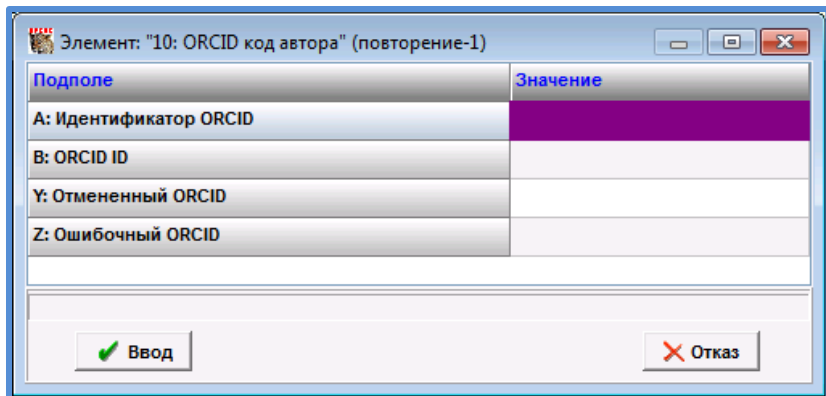 Элемент: "10: ORCID код автора" (повторение-1)
Подполе Значение
A: Идентификатор ORCID
B: ORCID ID
Y: Отмененный ORCID
Z: Ошибочный ORCID
Ввод Отказ